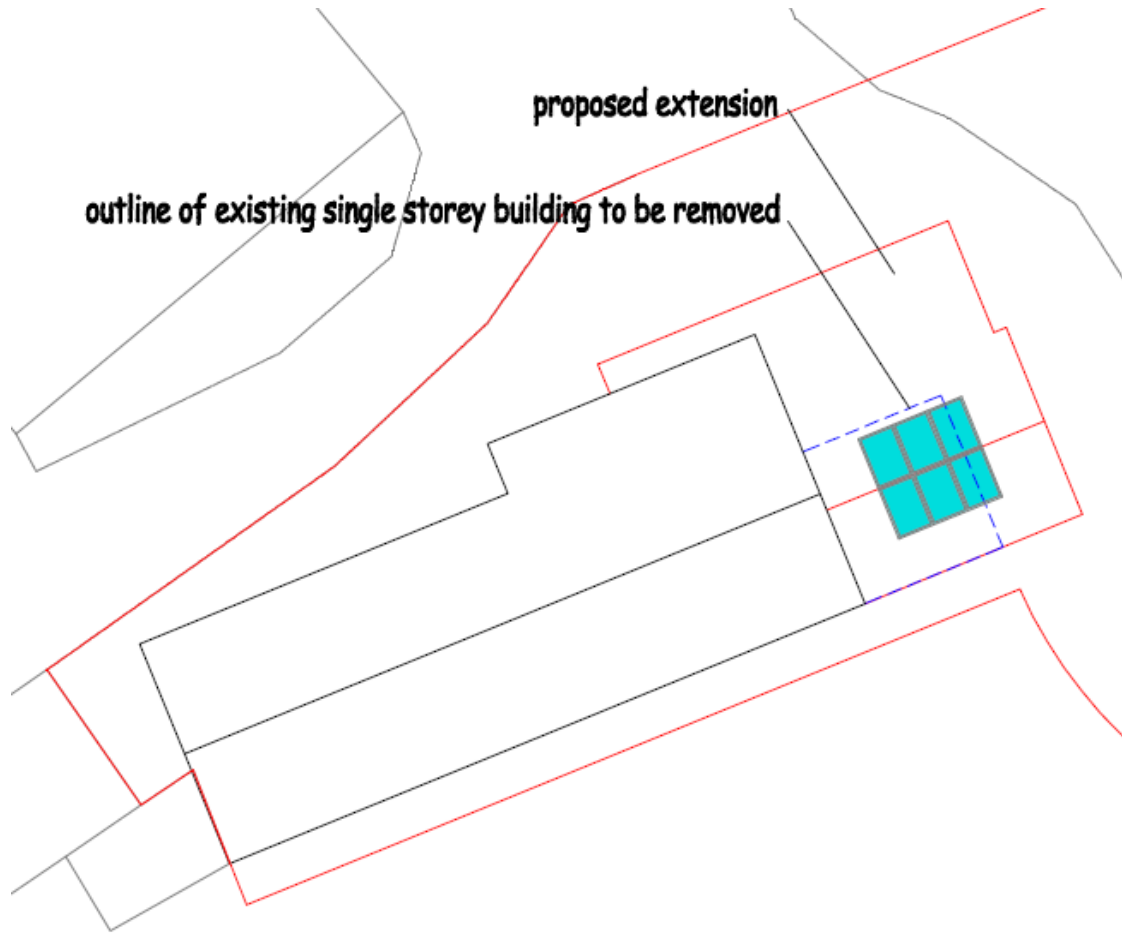 proposed extension
outline of existing single storey building to be removed